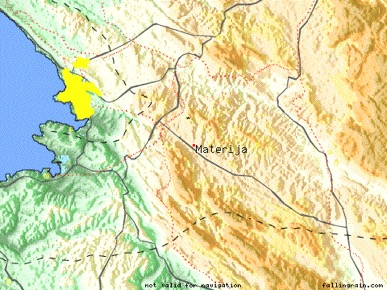 Materija
not valid for navigation
fallingrain.com